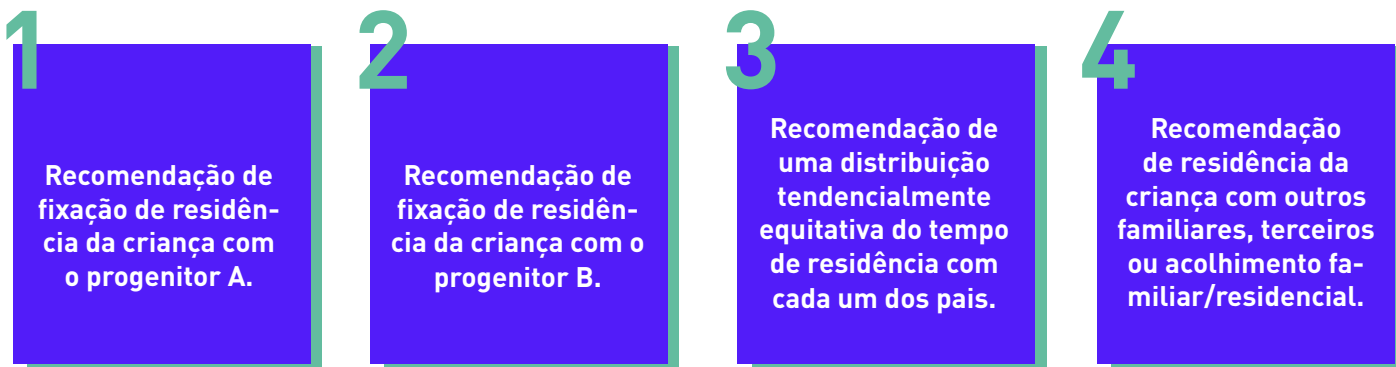 1
Recomendação de
fixação de residên-
cia da criança com
o progenitor A.
2
Recomendação de
fixação de residên-
cia da criança com o
progenitor B.
3
Recomendação de
uma distribuição
tendencialmente
equitativa do tempo
de residência com
cada um dos pais.
4
Recomendação
de residência da
criança com outros
familiares, terceiros
ou acolhimento fa-
miliar/residencial.